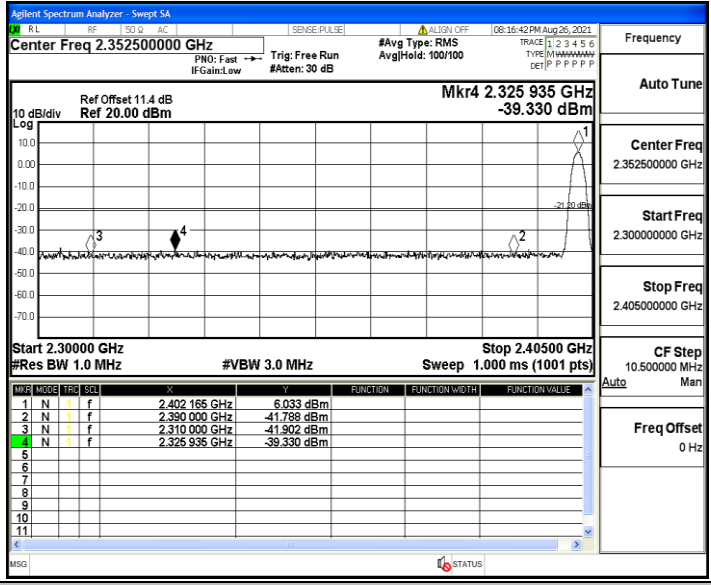 Agilent Spectrum Analyzer - Swept SA
RL RF 50 Ω AC SENSE:PULSE ALIGN OFF 08:16:42 PM Aug 26, 2021
Center Freq 2.352500000 GHz
PNO: Fast
IFGain:Low
Trig: Free Run
#Atten: 30 dB
#Avg Type: RMS
Avg|Hold: 100/100
TRACE 1 2 3 4 5 6
TYPE M
DET P P P P P P
Frequency
Ref Offset 11.4 dB
10 dB/div Ref 20.00 dBm
Log
Mkr4 2.325 935 GHz
-39.330 dBm
Auto Tune
10.0
0.00
-10.0
-20.0
-30.0
-40.0
-50.0
-60.0
-70.0
1
-21.20 dBm
3
4
2
Center Freq
2.352500000 GHz
Start Freq
2.300000000 GHz
Stop Freq
2.405000000 GHz
Start 2.30000 GHz Stop 2.40500 GHz
#Res BW 1.0 MHz #VBW 3.0 MHz Sweep 1.000 ms (1001 pts)
CF Step
10.500000 MHz
Auto Man
MKR MODE TRC SCL X Y FUNCTION FUNCTION WIDTH FUNCTION VALUE
1 N 1 f 2.402 165 GHz 6.033 dBm
2 N 1 f 2.390 000 GHz -41.788 dBm
3 N 1 f 2.310 000 GHz -41.902 dBm
4 N 1 f 2.325 935 GHz -39.330 dBm
5
6
7
8
9
10
11
Freq Offset
0 Hz
MSG STATUS